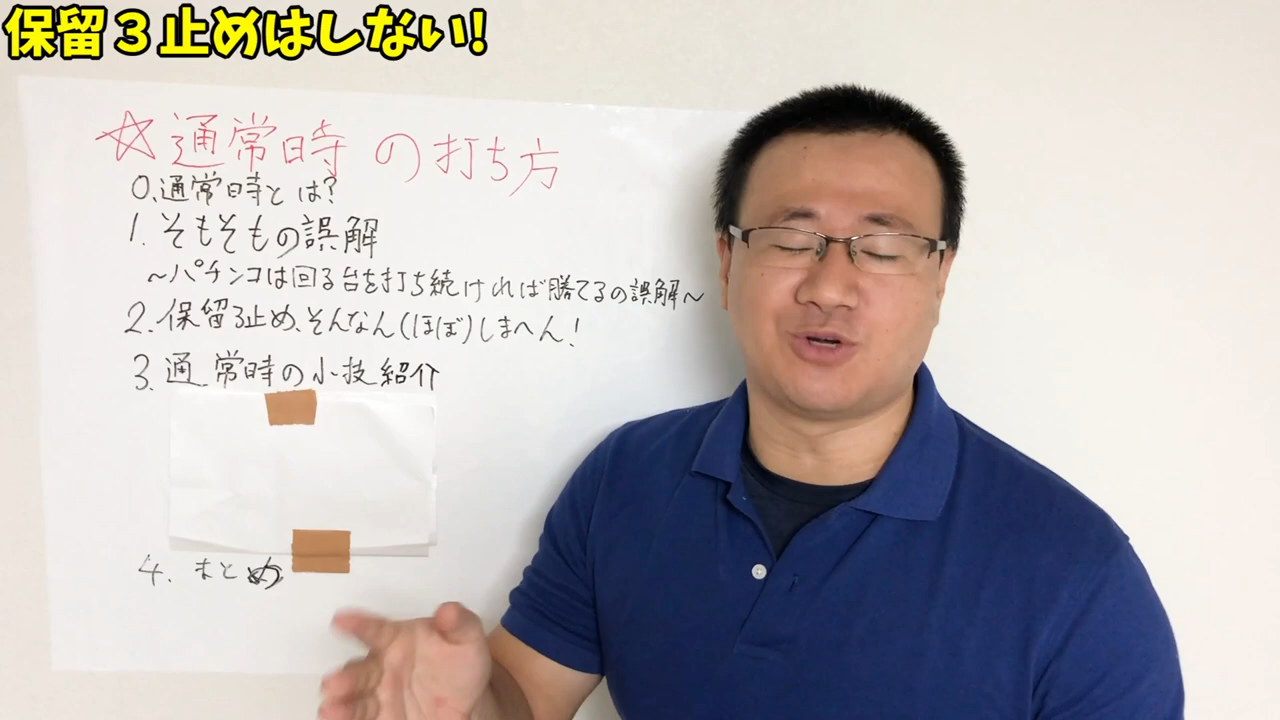 保留３止めはしない!
☆通常時の打ち方
0.通常時とは?
1.そもそもの誤解
〜パチンコは回る台を打ち続ければ勝てるの誤解〜
2.保留3止め、そんなん(ほぼ)しまへん!
3.通常時の小技紹介
4.まとめ